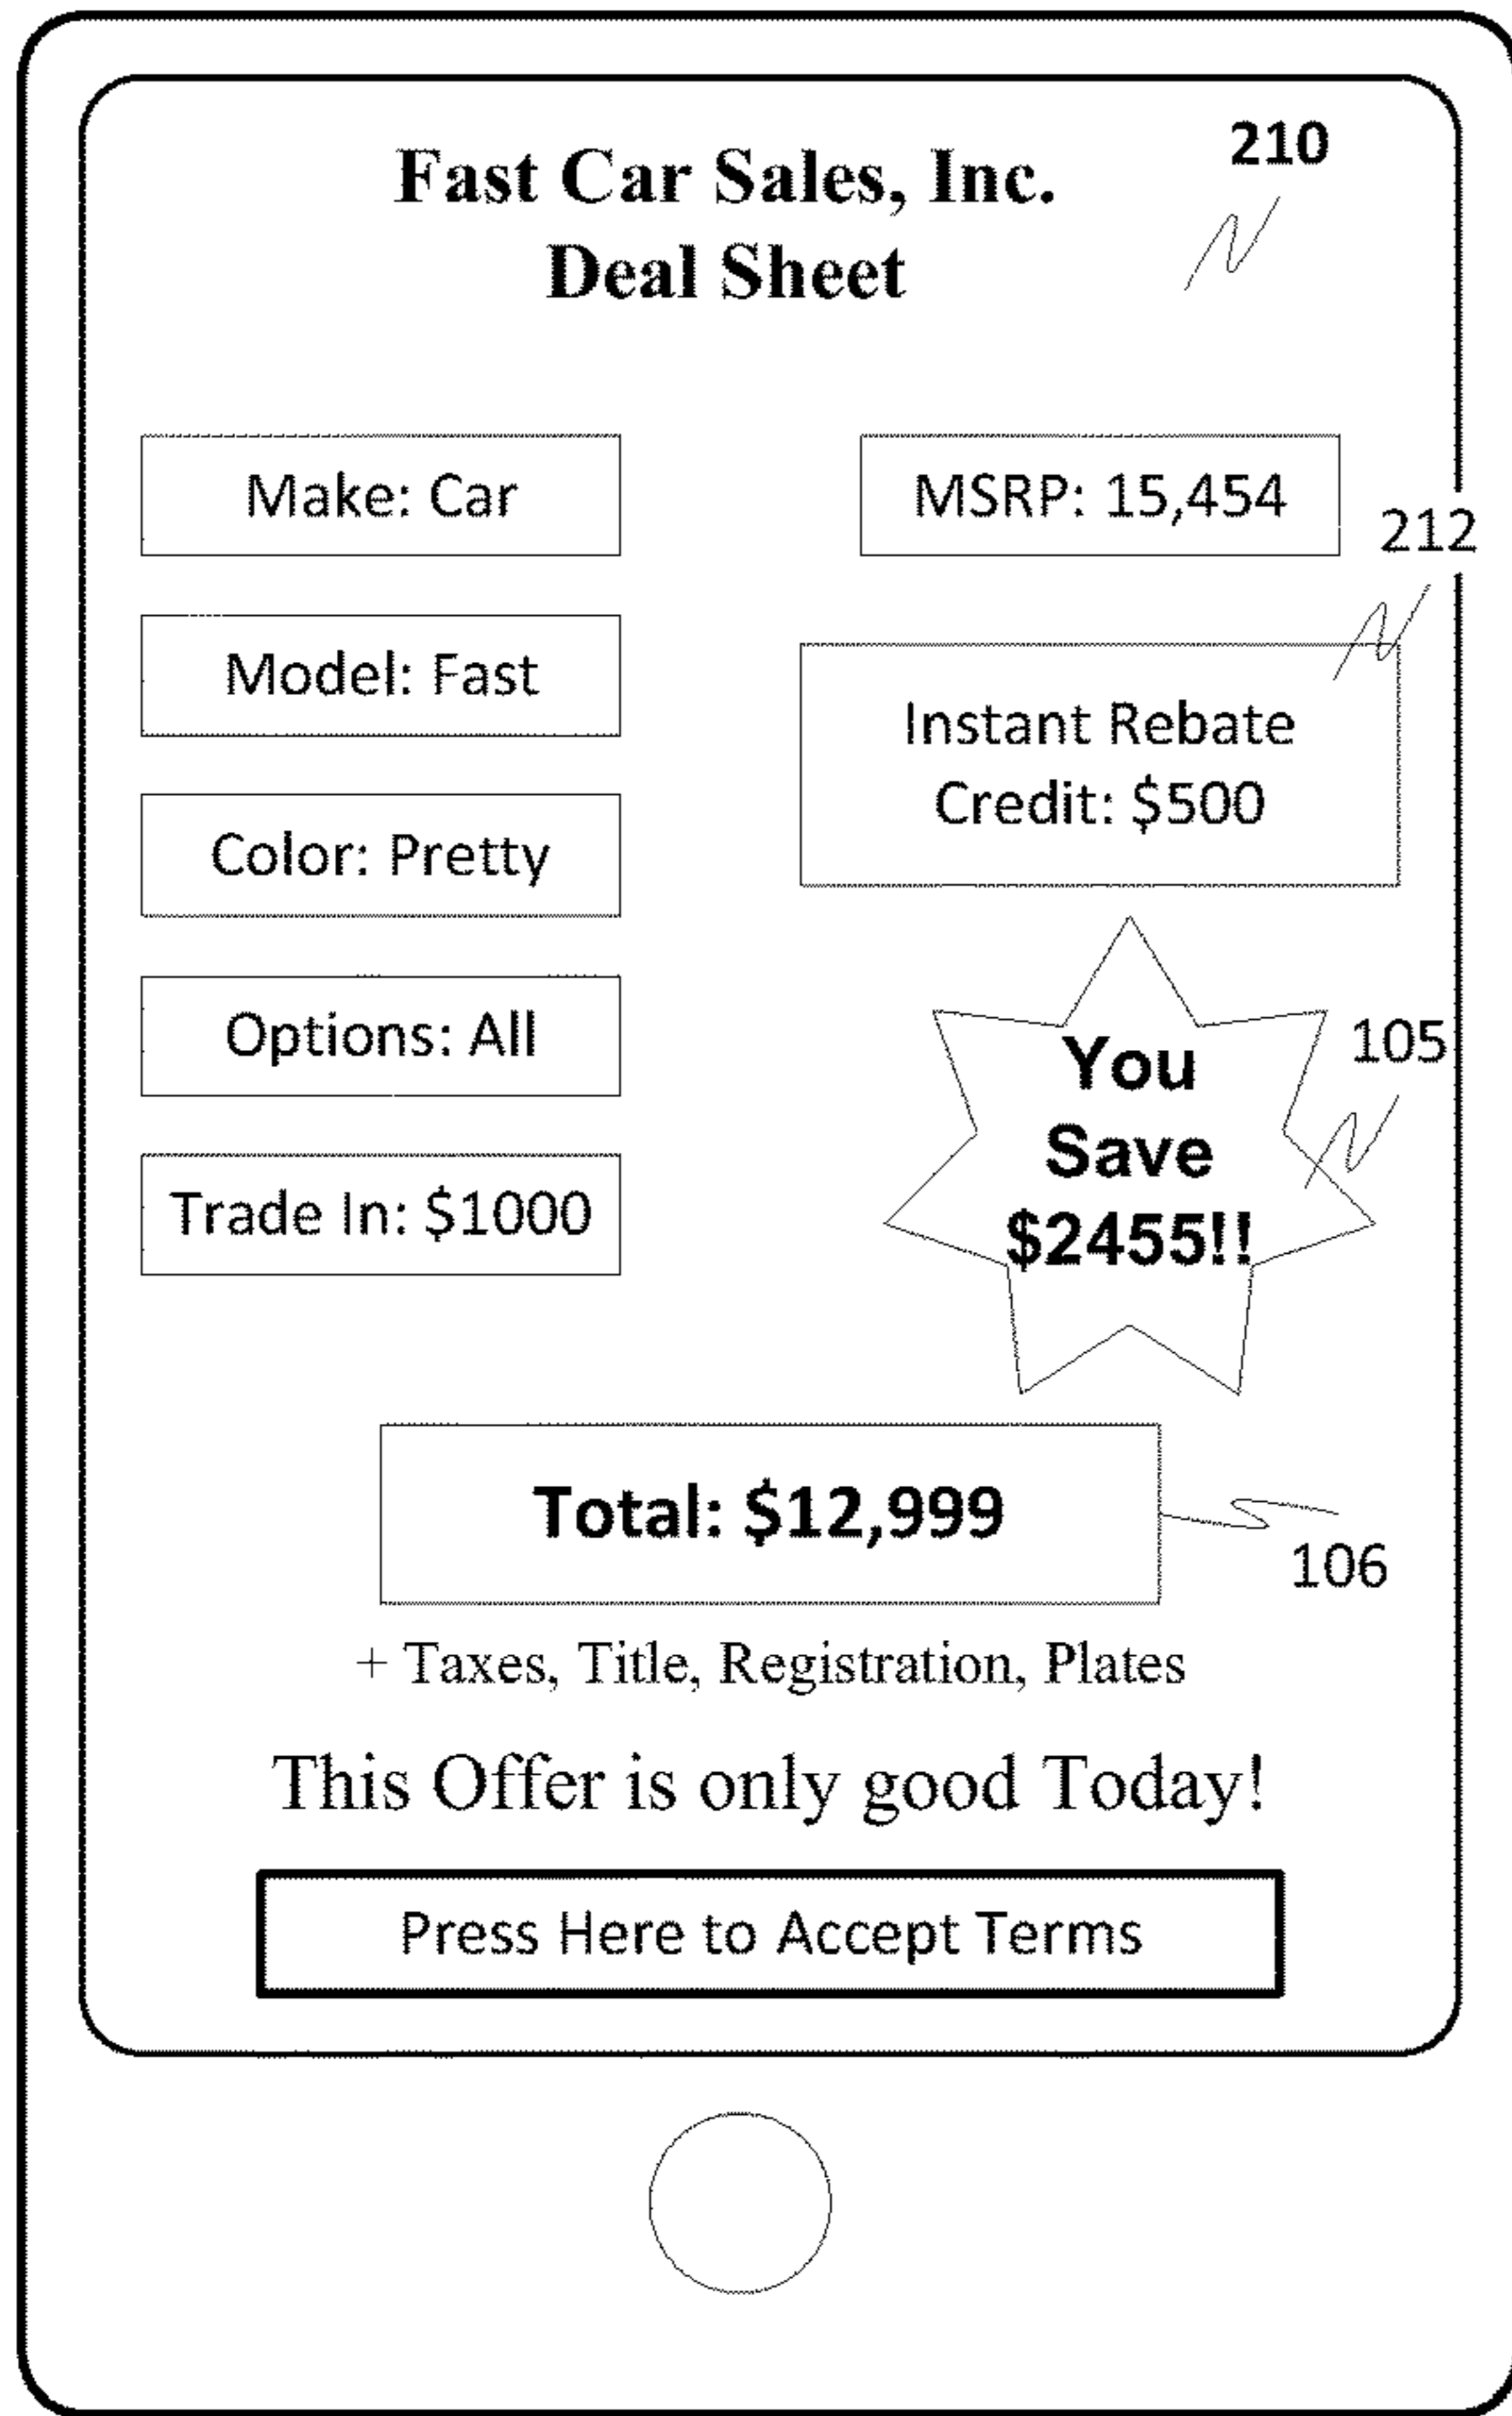 Fast Car Sales, Inc.
Deal Sheet
210
Make: Car
MSRP: 15,454
212
Model: Fast
Instant Rebate
Credit: $500
Color: Pretty
Options: All
You
Save
$2455!!
105
Trade In: $1000
Total: $12,999
106
+ Taxes, Title, Registration, Plates
This Offer is only good Today!
Press Here to Accept Terms